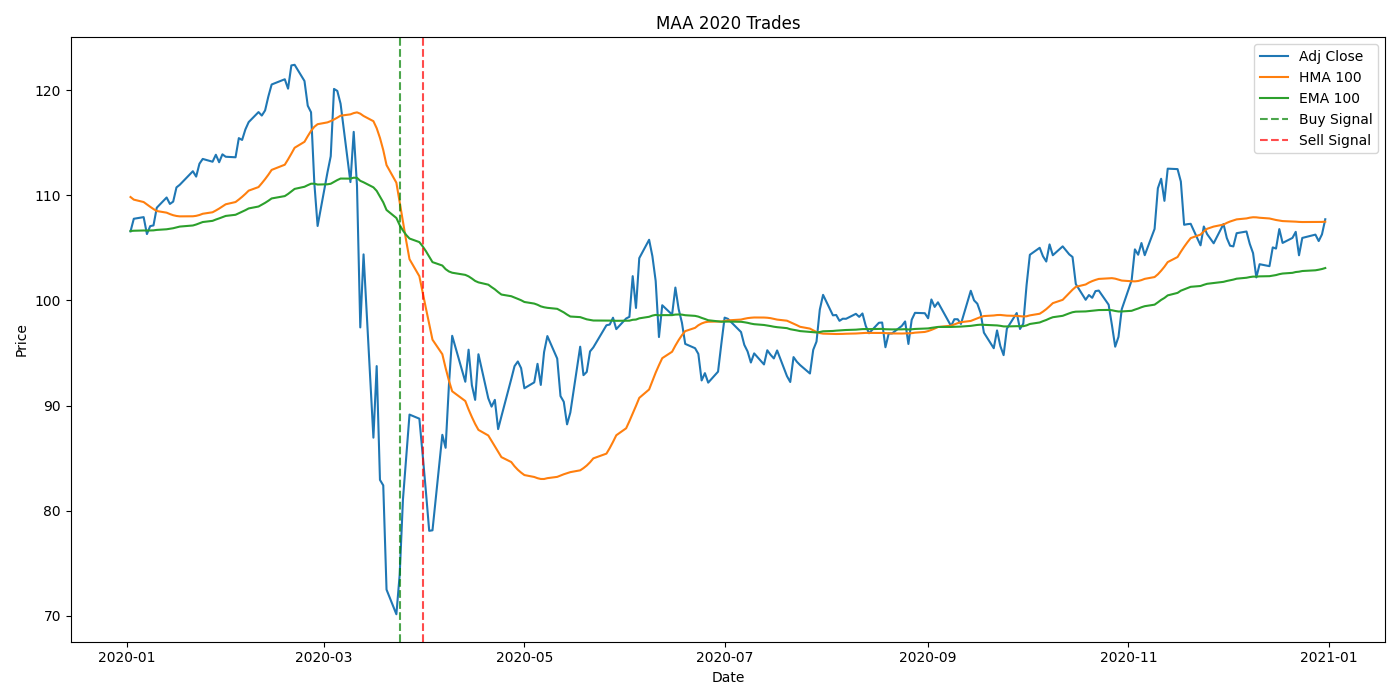 MAA 2020 Trades
Adj Close
HMA 100
EMA 100
Buy Signal
Sell Signal
Price
120
110
100
90
80
70
2020-01
2020-03
2020-05
2020-07
2020-09
2020-11
2021-01
Date